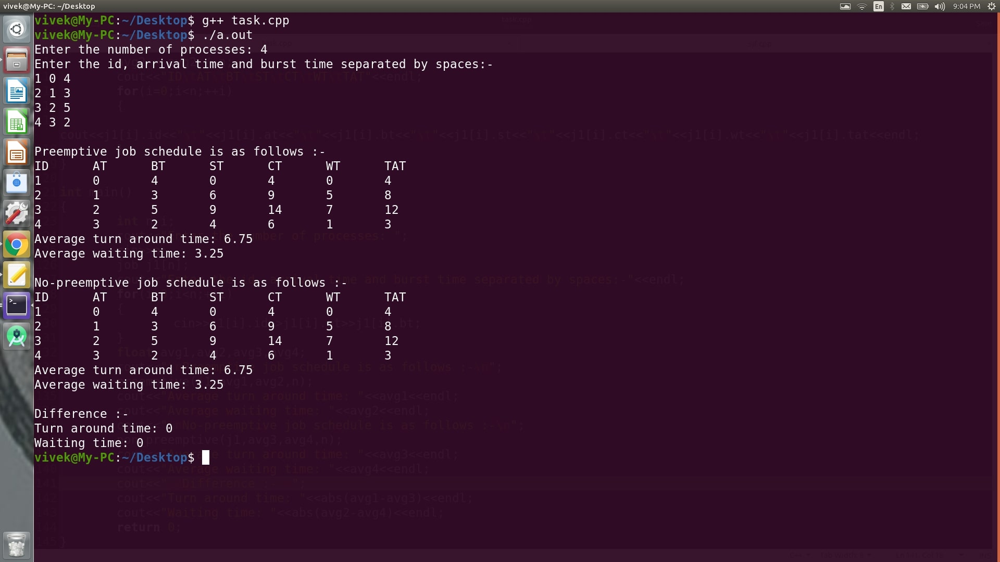 vivek@My-PC: ~/Desktop
En
9:04 PM
vivek@My-PC:~/Desktop$ g++ task.cpp
vivek@My-PC:~/Desktop$ ./a.out
Enter the number of processes: 4
Enter the id, arrival time and burst time separated by spaces:-
1 0 4
2 1 3
3 2 5
4 3 2
Preemptive job schedule is as follows :-
ID AT BT ST CT WT TAT
1 0 4 0 4 0 4
2 1 3 6 9 5 8
3 2 5 9 14 7 12
4 3 2 4 6 1 3
Average turn around time: 6.75
Average waiting time: 3.25
No-preemptive job schedule is as follows :-
ID AT BT ST CT WT TAT
1 0 4 0 4 0 4
2 1 3 6 9 5 8
3 2 5 9 14 7 12
4 3 2 4 6 1 3
Average turn around time: 6.75
Average waiting time: 3.25
Difference :-
Turn around time: 0
Waiting time: 0
vivek@My-PC:~/Desktop$